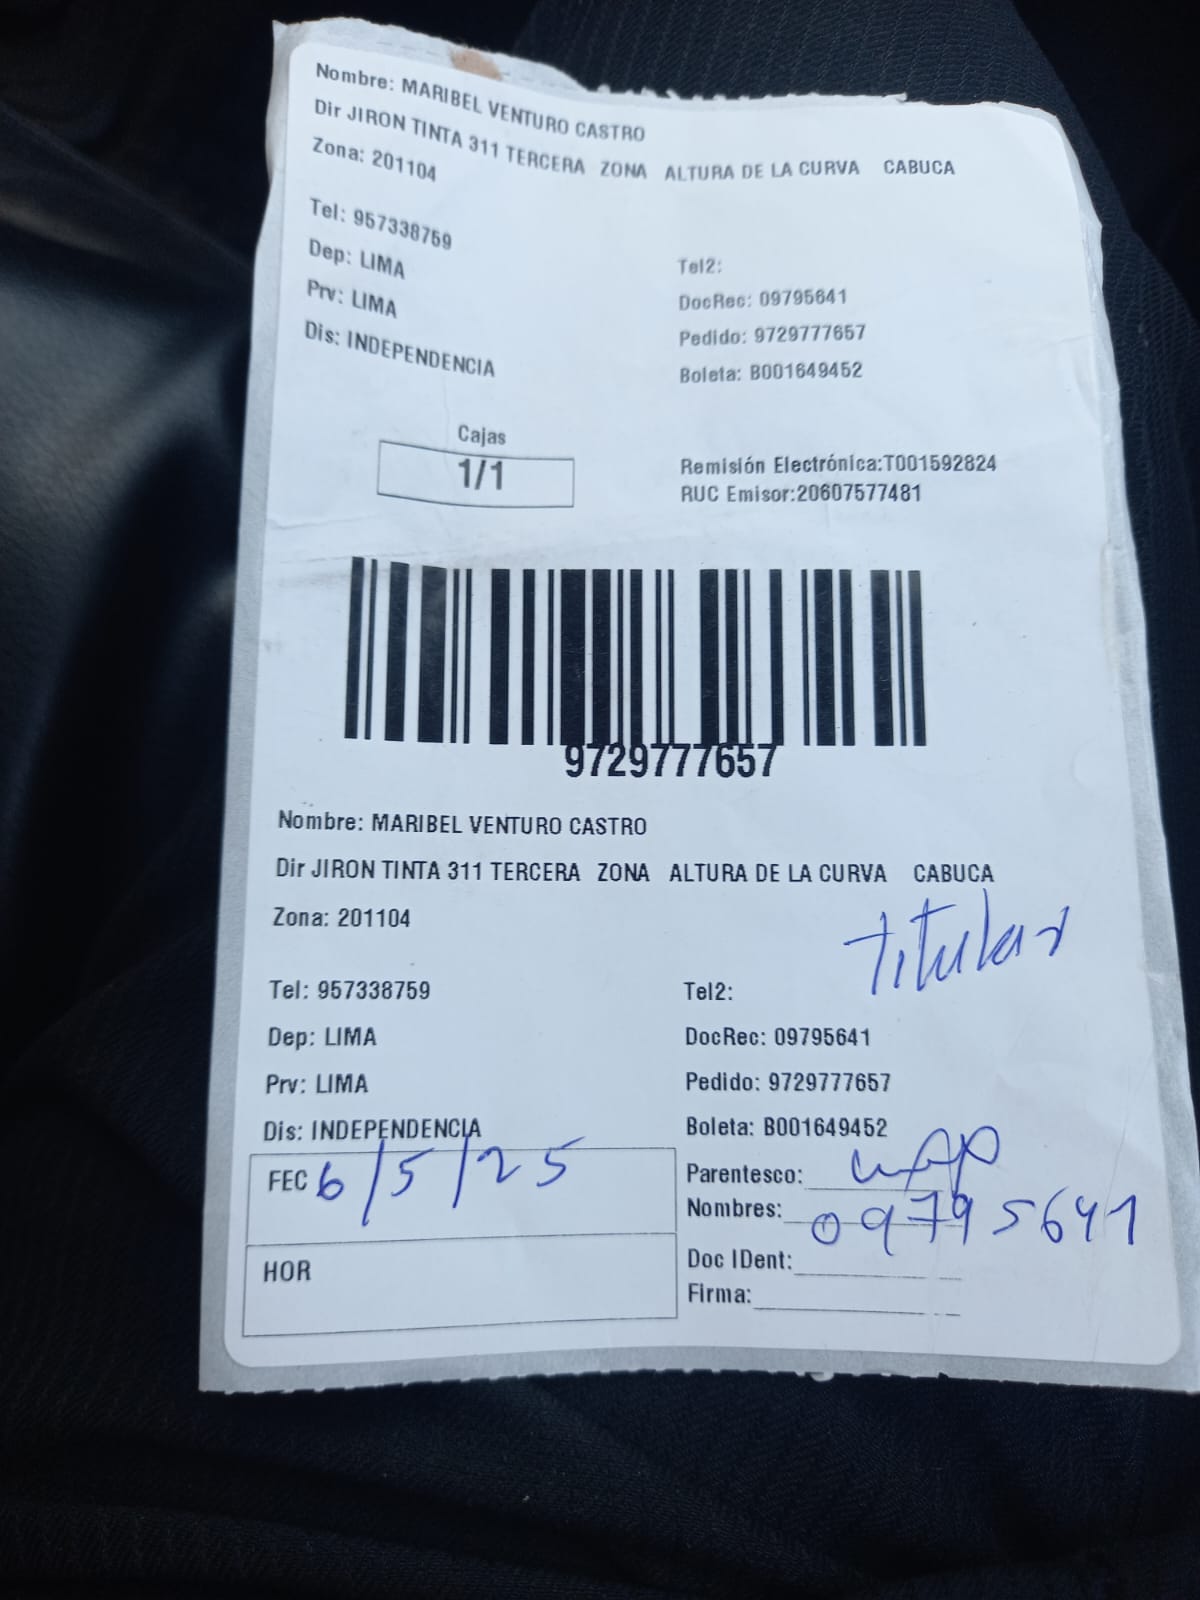 Nombre: MARIBEL VENTURO CASTRO
Dir JIRON TINTA 311 TERCERA ZONA ALTURA DE LA CURVA CABUCA
Zona: 201104
Tel: 957338759
Dep: LIMA
Prv: LIMA
Dis: INDEPENDENCIA
Tel2:
DocRec: 09795641
Pedido: 9729777657
Boleta: B001649452
Cajas
1/1
Remisión Electrónica:T001592824
RUC Emisor:20607577481
9729777657
Nombre: MARIBEL VENTURO CASTRO
Dir JIRON TINTA 311 TERCERA ZONA ALTURA DE LA CURVA CABUCA
Zona: 201104
titular
Tel: 957338759
Dep: LIMA
Prv: LIMA
Dis: INDEPENDENCIA
Tel2:
DocRec: 09795641
Pedido: 9729777657
Boleta: B001649452
FEC 6/5/25
HOR
Parentesco:
Nombres: 09795641
Doc IDent:
Firma: